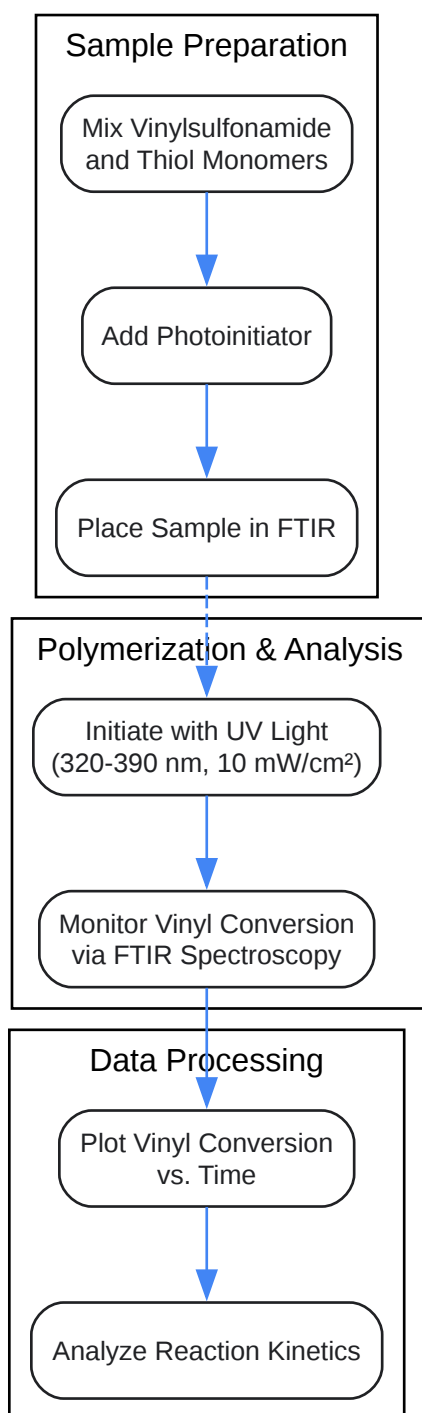 Sample Preparation
Mix Vinylsulfonamide
and Thiol Monomers
Add Photoinitiator
Place Sample in FTIR
Polymerization & Analysis
Initiate with UV Light
(320-390 nm, 10 mW/cm²)
Monitor Vinyl Conversion
via FTIR Spectroscopy
Data Processing
Plot Vinyl Conversion
vs. Time
Analyze Reaction Kinetics